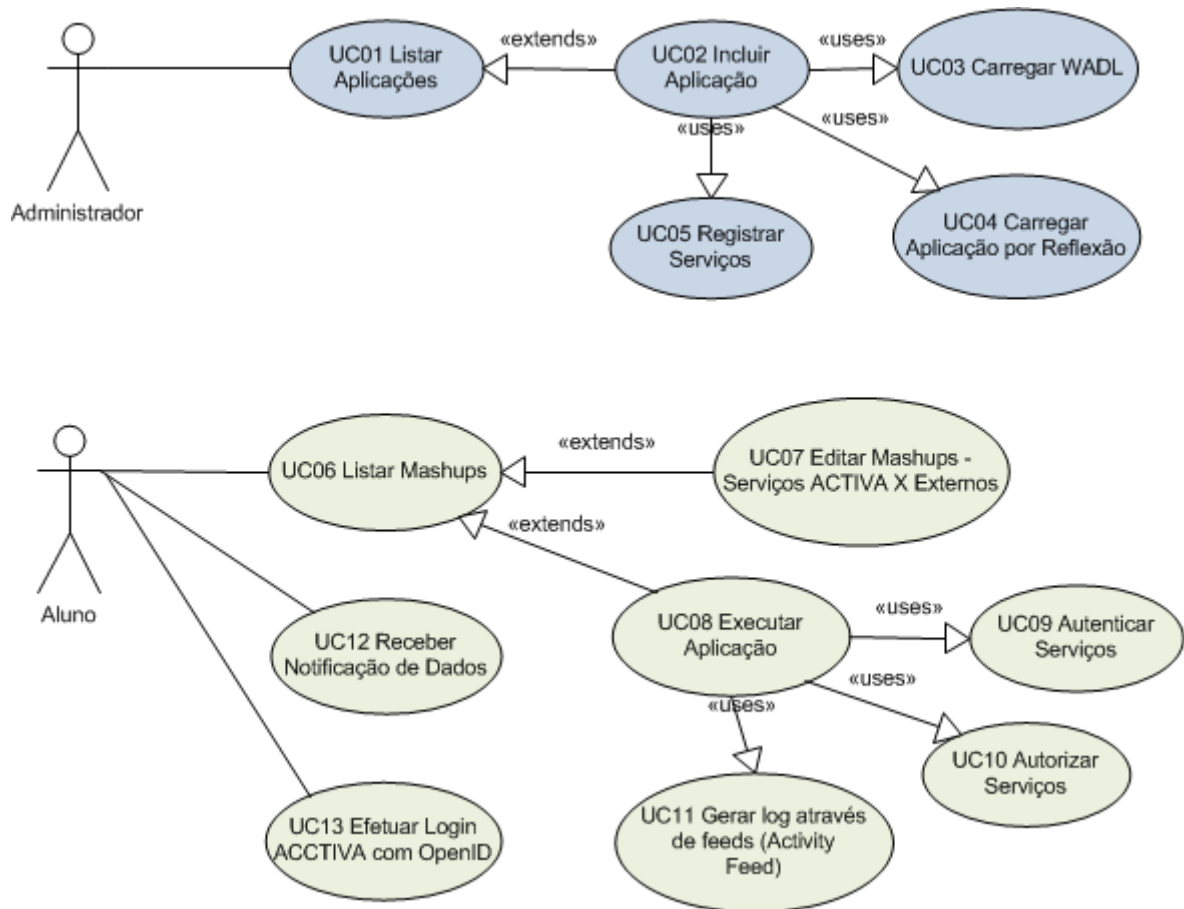 «extends»
«uses»
UC01 Listar
Aplicações
UC02 Incluir
Aplicação
UC03 Carregar WADL
«uses»
«uses»
Administrador
UC05 Registrar
Serviços
UC04 Carregar
Aplicação por Reflexão
«extends»
UC06 Listar Mashups
UC07 Editar Mashups -
Serviços ACTIVA X Externos
«extends»
Aluno
UC12 Receber
Notificação de Dados
UC08 Executar
Aplicação
«uses»
UC09 Autenticar
Serviços
«uses»
«uses»
UC10 Autorizar
Serviços
UC13 Efetuar Login
ACCTIVA com OpenID
UC11 Gerar log através
de feeds (Activity
Feed)